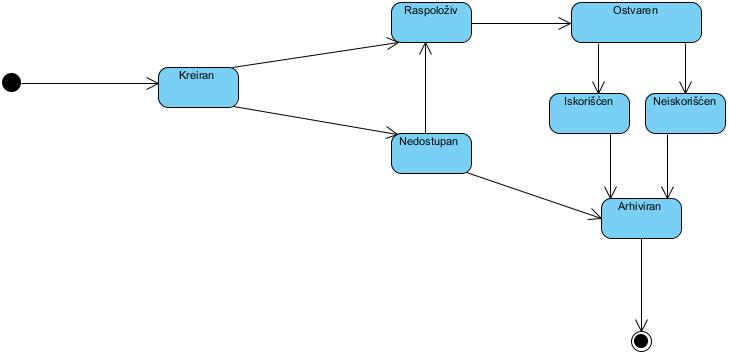 Raspoloživ
Ostvaren
Kreiran
Iskorišćen
Neiskorišćen
Nedostupan
Arhiviran